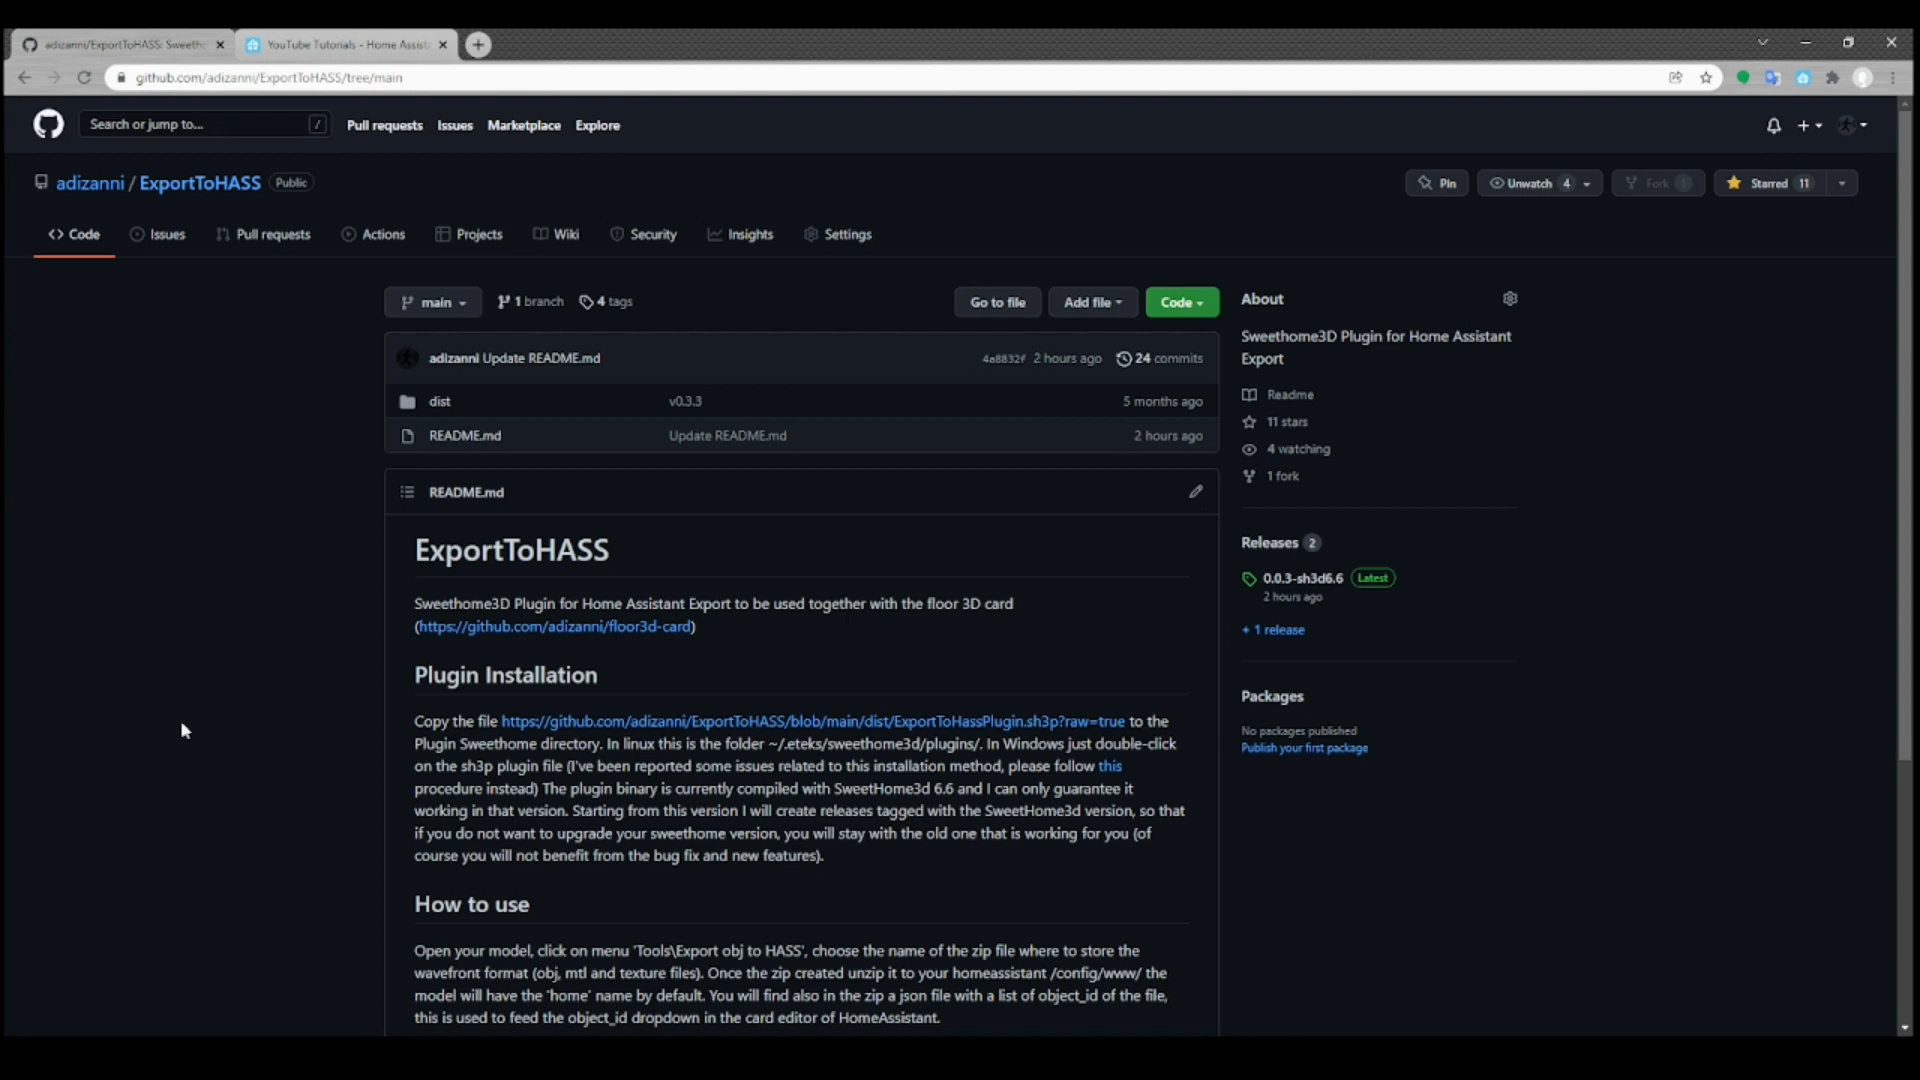 adizanni/ExportToHASS: Sweeth
YouTube Tutorials - Home Assist
github.com/adizanni/ExportToHASS/tree/main
Search or jump to... /
Pull requests Issues Marketplace Explore
adizanni / ExportToHASS Public
Pin Unwatch 4 Fork 1 Starred 11
Code Issues Pull requests Actions Projects Wiki Security Insights Settings
main 1 branch 4 tags Go to file Add file Code
adizanni Update README.md 4a8832f 2 hours ago 24 commits
dist v0.3.3 5 months ago
README.md Update README.md 2 hours ago
README.md
ExportToHASS
Sweethome3D Plugin for Home Assistant Export to be used together with the floor 3D card
(https://github.com/adizanni/floor3d-card)
Plugin Installation
Copy the file https://github.com/adizanni/ExportToHASS/blob/main/dist/ExportToHassPlugin.sh3p?raw=true to the
Plugin Sweethome directory. In linux this is the folder ~/.eteks/sweethome3d/plugins/. In Windows just double-click
on the sh3p plugin file (I've been reported some issues related to this installation method, please follow this
procedure instead) The plugin binary is currently compiled with SweetHome3d 6.6 and I can only guarantee it
working in that version. Starting from this version I will create releases tagged with the SweetHome3d version, so that
if you do not want to upgrade your sweethome version, you will stay with the old one that is working for you (of
course you will not benefit from the bug fix and new features).
How to use
Open your model, click on menu 'Tools\Export obj to HASS', choose the name of the zip file where to store the
wavefront format (obj, mtl and texture files). Once the zip created unzip it to your homeassistant /config/www/ the
model will have the 'home' name by default. You will find also in the zip a json file with a list of object_id of the file,
this is used to feed the object_id dropdown in the card editor of HomeAssistant.
About
Sweethome3D Plugin for Home Assistant
Export
Readme
11 stars
4 watching
1 fork
Releases 2
0.0.3-sh3d6.6 Latest
2 hours ago
+ 1 release
Packages
No packages published
Publish your first package